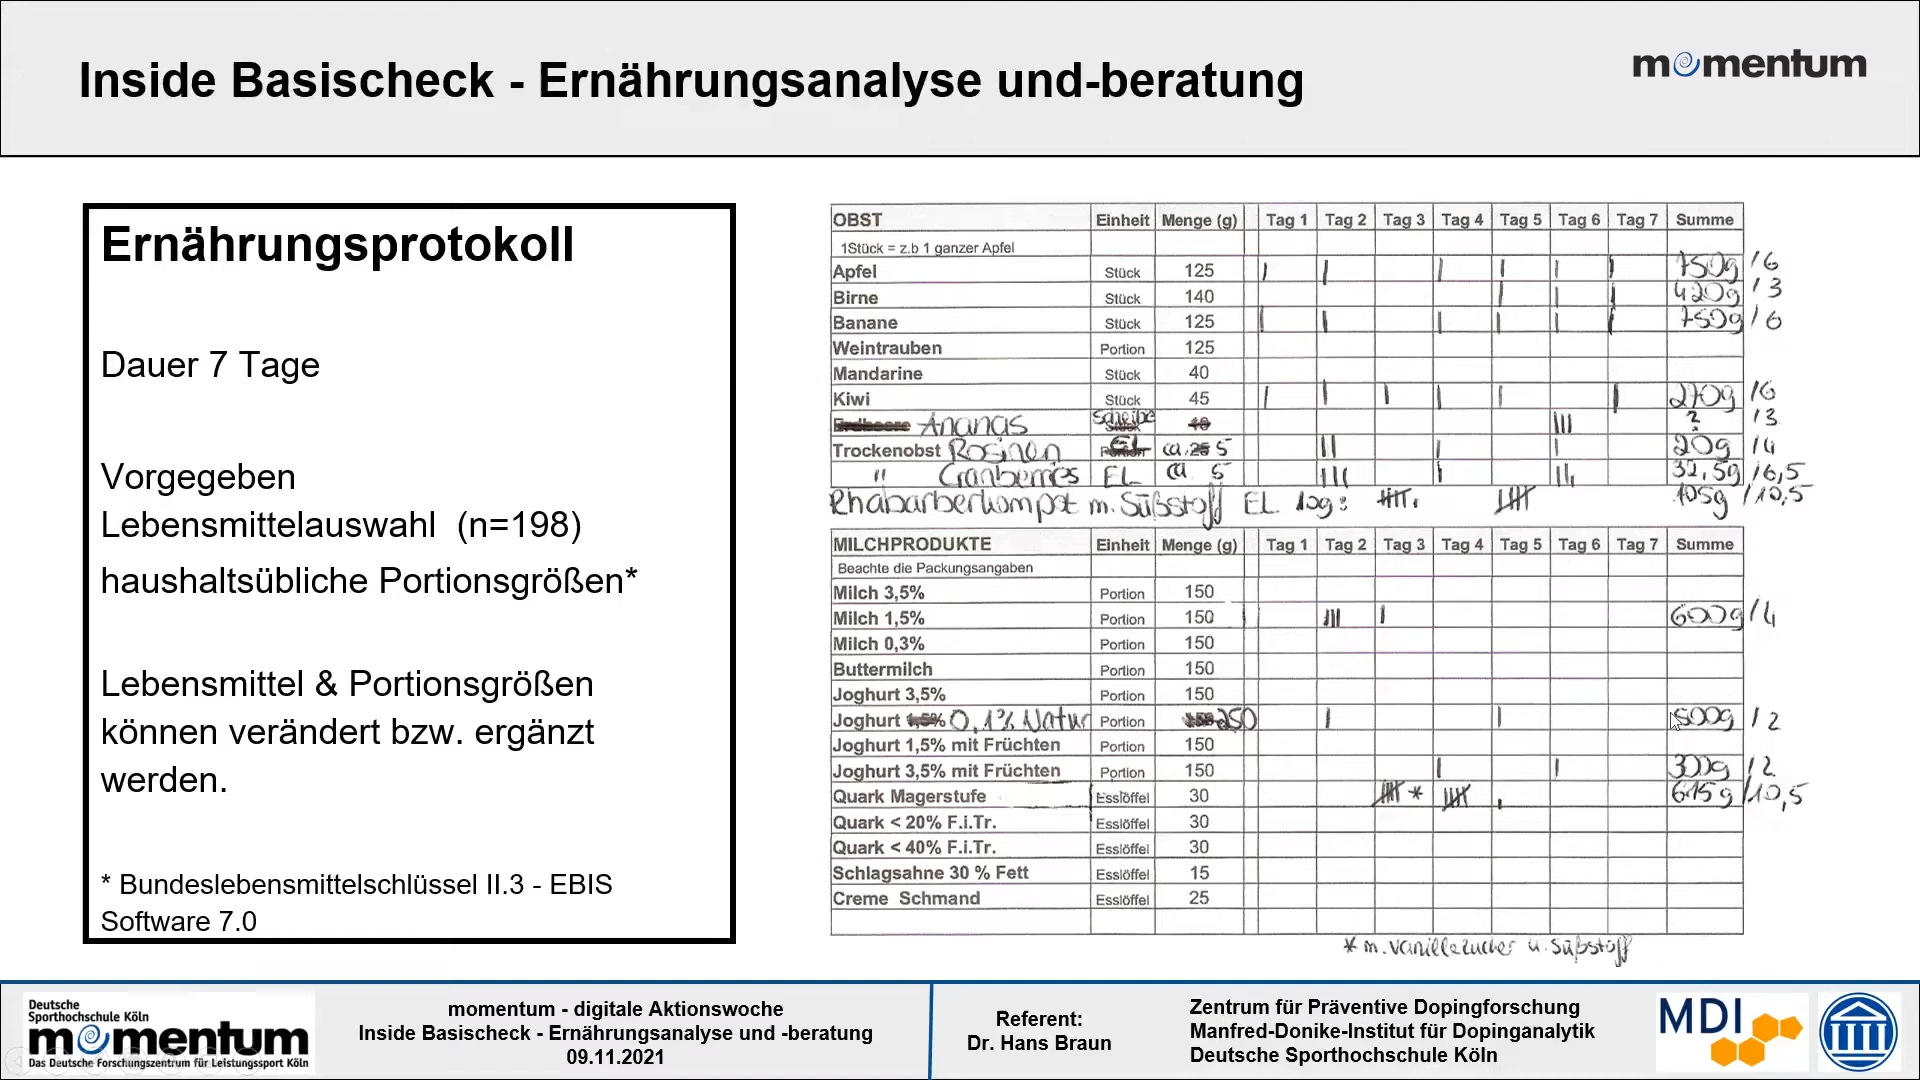 Inside Basischeck - Ernährungsanalyse und-beratung
momentum
Ernährungsprotokoll
Dauer 7 Tage
Vorgegeben
Lebensmittelauswahl (n=198)
haushaltsübliche Portionsgrößen*
Lebensmittel & Portionsgrößen
können verändert bzw. ergänzt
werden.
* Bundeslebensmittelschlüssel II.3 - EBIS
Software 7.0
OBST Einheit Menge (g) Tag 1 Tag 2 Tag 3 Tag 4 Tag 5 Tag 6 Tag 7 Summe
1Stück = z.b 1 ganzer Apfel
Apfel Stück 125 750g /6
Birne Stück 140 420g /3
Banane Stück 125 750g /6
Weintrauben Portion 125
Mandarine Stück 40
Kiwi Stück 45 270g /6
Erdbeere Ananas Scheibe ? /3
Trockenobst Rosinen EL ca. 5 20g /4
" Cranberries EL ca 5 32,5g /6,5
Rhabarberkompot m. Süßstoff EL 10g: 105g /10,5
MILCHPRODUKTE Einheit Menge (g) Tag 1 Tag 2 Tag 3 Tag 4 Tag 5 Tag 6 Tag 7 Summe
Beachte die Packungsangaben
Milch 3,5% Portion 150
Milch 1,5% Portion 150 600g /4
Milch 0,3% Portion 150
Buttermilch Portion 150
Joghurt 3,5% Portion 150
Joghurt 1,5% 0,1% Natur Portion 250 500g /2
Joghurt 1,5% mit Früchten Portion 150
Joghurt 3,5% mit Früchten Portion 150 300g /2
Quark Magerstufe Esslöffel 30 * 615g /10,5
Quark < 20% F.i.Tr. Esslöffel 30
Quark < 40% F.i.Tr. Esslöffel 30
Schlagsahne 30 % Fett Esslöffel 15
Creme Schmand Esslöffel 25
* m. Vanillezucker u. Süßstoff
Deutsche
Sporthochschule Köln
momentum
Das Deutsche Forschungszentrum für Leistungssport Köln
momentum - digitale Aktionswoche
Inside Basischeck - Ernährungsanalyse und -beratung
09.11.2021
Referent:
Dr. Hans Braun
Zentrum für Präventive Dopingforschung
Manfred-Donike-Institut für Dopinganalytik
Deutsche Sporthochschule Köln
MDI